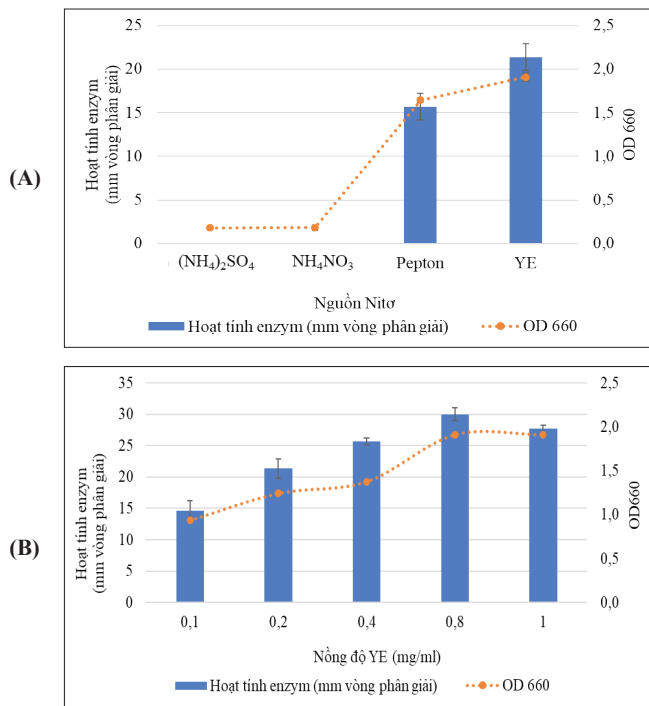 (A)
Hoạt tính enzym
(mm vòng phân giải)
25
20
15
10
5
0
2,5
2,0
1,5
1,0
0,5
0,0
OD 660
(NH4)2SO4
NH4NO3
Pepton
YE
Nguồn Nitơ
Hoạt tính enzym (mm vòng phân giải)
OD 660
(B)
Hoạt tính enzym
(mm vòng phân giải)
35
30
25
20
15
10
5
0
2,5
2,0
1,5
1,0
0,5
0,0
OD660
0,1
0,2
0,4
0,8
1
Nồng độ YE (mg/ml)
Hoạt tính enzym (mm vòng phân giải)
OD 660